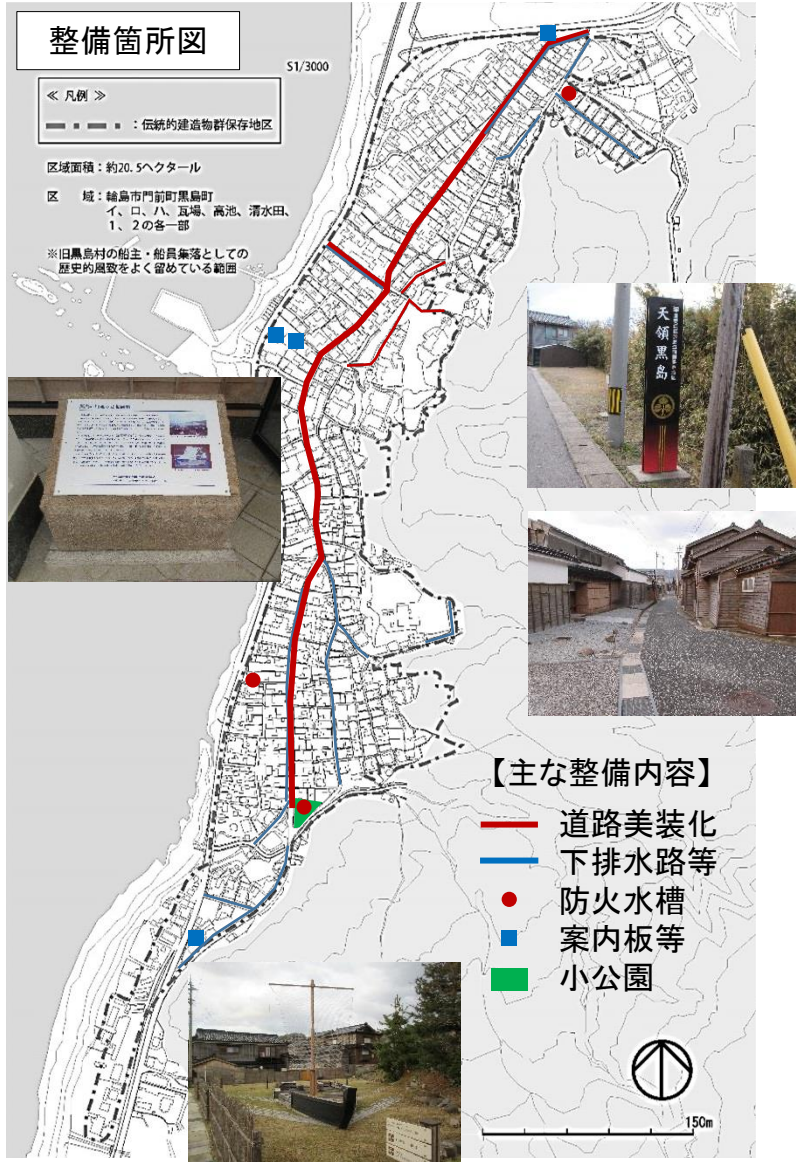 整備箇所図
S1/3000
≪ 凡例 ≫
：伝統的建造物群保存地区
区域面積：約20.5ヘクタール
区　　域：輪島市門前町黒島町
イ、ロ、ハ、瓦場、高池、清水田、
１、２の各一部
※旧黒島村の船主・船員集落としての
歴史的風致をよく留めている範囲
天領黒島
【主な整備内容】
道路美装化
下排水路等
防火水槽
案内板等
小公園
150m